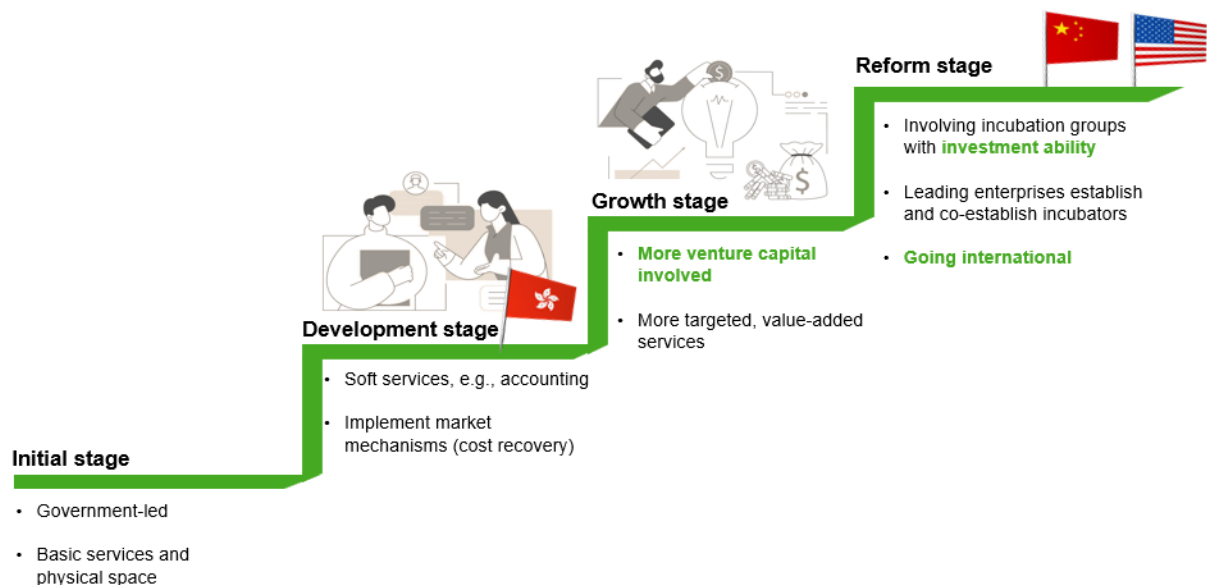 Initial stage
• Government-led
• Basic services and
physical space
Development stage
• Soft services, e.g., accounting
• Implement market
mechanisms (cost recovery)
Growth stage
• More venture capital
involved
• More targeted, value-added
services
Reform stage
• Involving incubation groups
with investment ability
• Leading enterprises establish
and co-establish incubators
• Going international
$
$